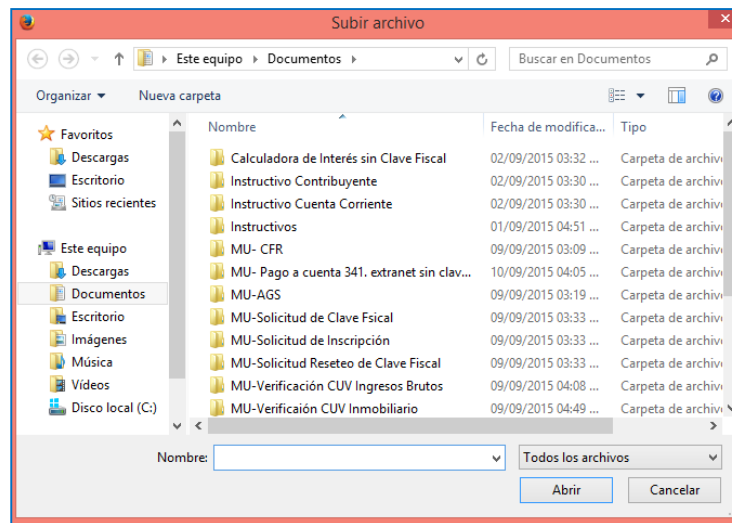 Subir archivo
Este equipo Documentos
Buscar en Documentos
Organizar Nueva carpeta
Favoritos
Descargas
Escritorio
Sitios recientes
Este equipo
Descargas
Documentos
Escritorio
Imágenes
Música
Vídeos
Disco local (C:)
Nombre Fecha de modifica... Tipo
Calculadora de Interés sin Clave Fiscal 02/09/2015 03:32 ... Carpeta de archiv
Instructivo Contribuyente 02/09/2015 03:30 ... Carpeta de archiv
Instructivo Cuenta Corriente 02/09/2015 03:30 ... Carpeta de archiv
Instructivos 01/09/2015 04:51 ... Carpeta de archiv
MU- CFR 09/09/2015 03:09 ... Carpeta de archiv
MU- Pago a cuenta 341. extranet sin clav... 10/09/2015 04:05 ... Carpeta de archiv
MU-AGS 09/09/2015 03:19 ... Carpeta de archiv
MU-Solicitud de Clave Fsical 09/09/2015 03:33 ... Carpeta de archiv
MU-Solicitud de Inscripción 09/09/2015 03:33 ... Carpeta de archiv
MU-Solicitud Reseteo de Clave Fiscal 09/09/2015 03:33 ... Carpeta de archiv
MU-Verificación CUV Ingresos Brutos 09/09/2015 04:08 ... Carpeta de archiv
MU-Verificaión CUV Inmobiliario 09/09/2015 04:49 ... Carpeta de archiv
Nombre:
Todos los archivos
Abrir Cancelar